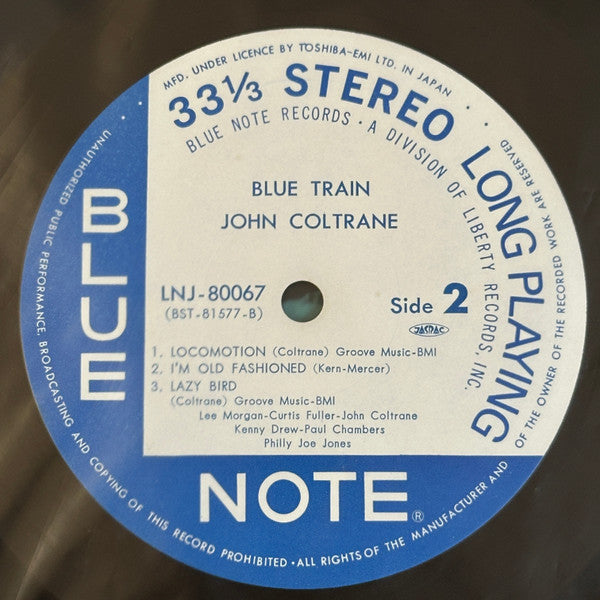 MFD. UNDER LICENCE BY TOSHIBA-EMI LTD. IN JAPAN
33⅓ STEREO LONG PLAYING
BLUE NOTE RECORDS · A DIVISION OF LIBERTY RECORDS, INC.
BLUE TRAIN
JOHN COLTRANE
LNJ-80067
(BST-81577-B)
Side 2
JASRAC
1. LOCOMOTION (Coltrane) Groove Music-BMI
2. I'M OLD FASHIONED (Kern-Mercer)
3. LAZY BIRD
(Coltrane) Groove Music-BMI
Lee Morgan-Curtis Fuller-John Coltrane
Kenny Drew-Paul Chambers
Philly Joe Jones
BLUE
NOTE®
UNAUTHORIZED PUBLIC PERFORMANCE, BROADCASTING AND COPYING OF THIS RECORD PROHIBITED · ALL RIGHTS OF THE MANUFACTURER AND OF THE OWNER OF THE RECORDED WORK ARE RESERVED